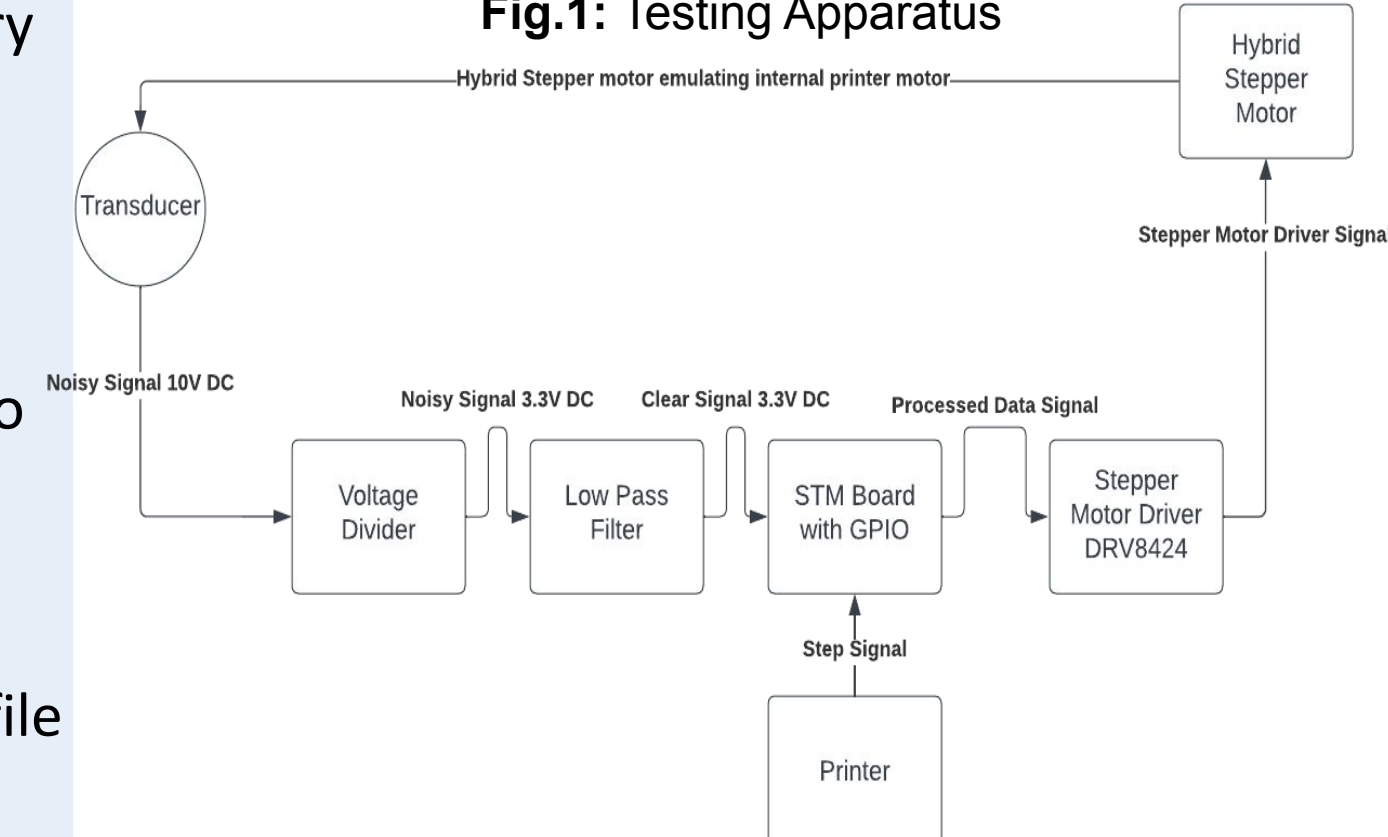 ry
Fig.1: Testing Apparatus
Hybrid
Stepper
Motor
Hybrid Stepper motor emulating internal printer motor
Transducer
Stepper Motor Driver Signal
Noisy Signal 10V DC
o
Noisy Signal 3.3V DC
Clear Signal 3.3V DC
Processed Data Signal
Voltage
Divider
Low Pass
Filter
STM Board
with GPIO
Stepper
Motor Driver
DRV8424
Step Signal
file
Printer